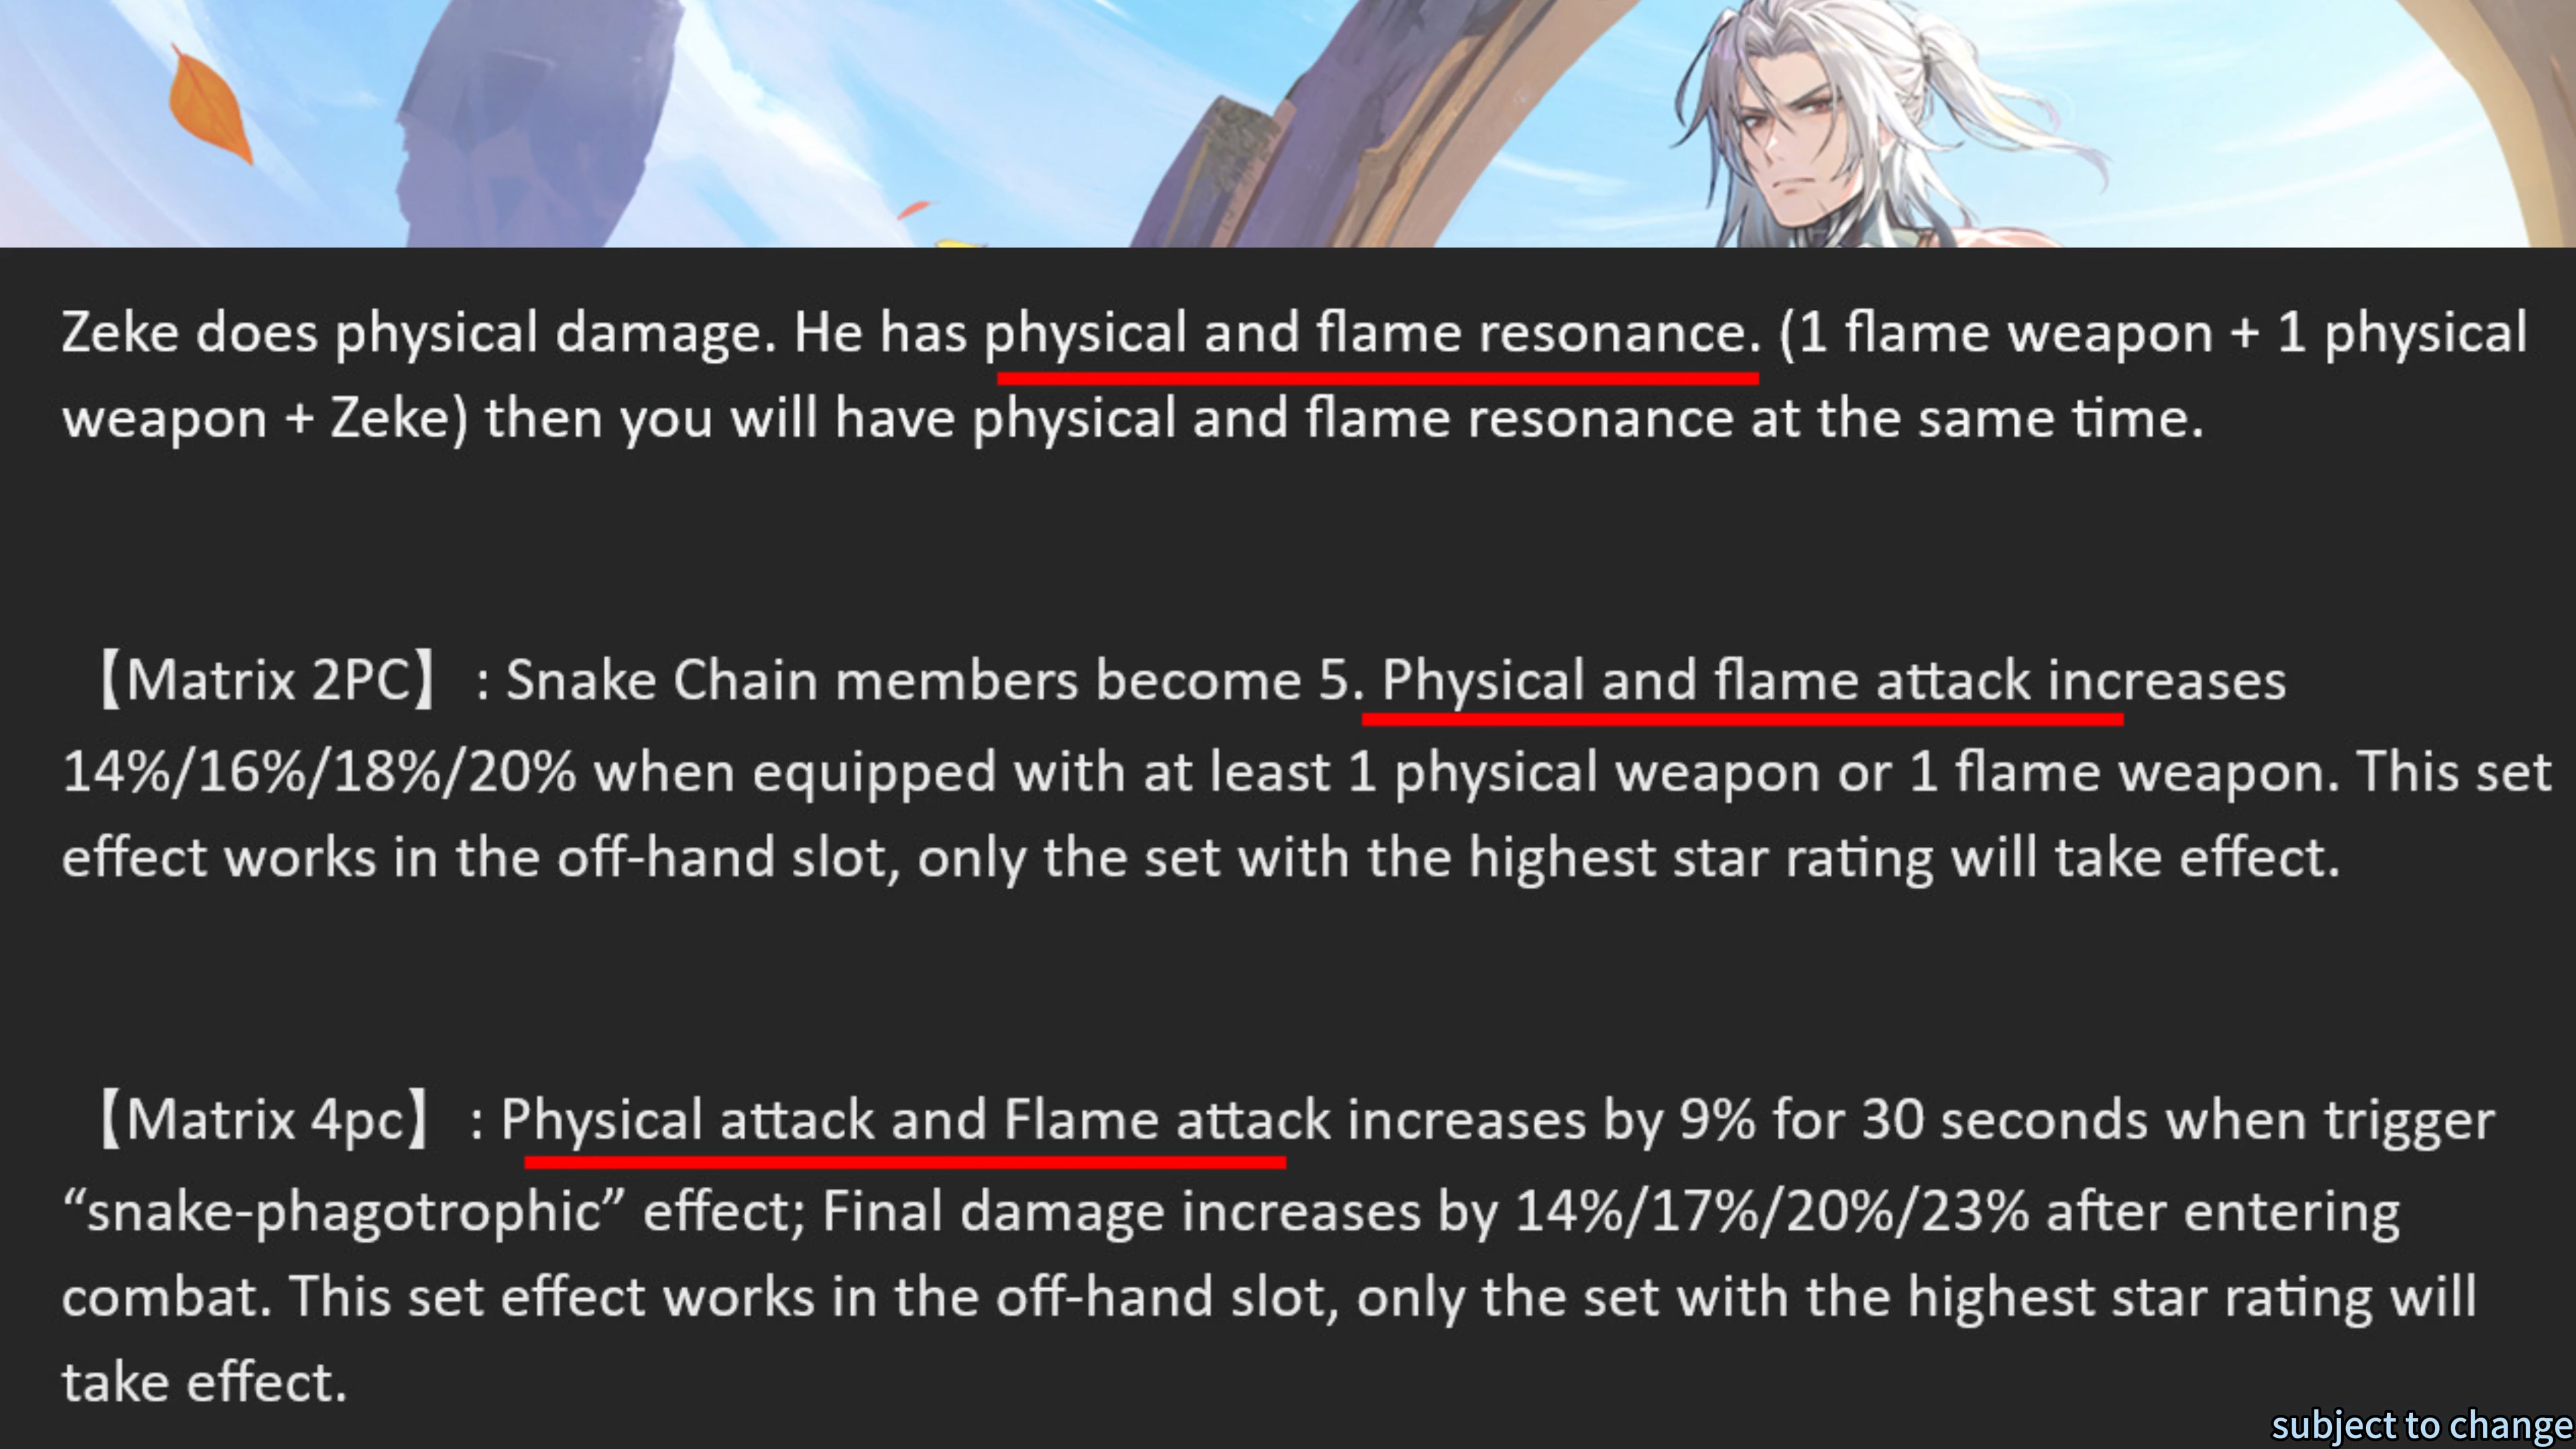 Zeke does physical damage. He has physical and flame resonance. (1 flame weapon + 1 physical
weapon + Zeke) then you will have physical and flame resonance at the same time.
【Matrix 2PC】 : Snake Chain members become 5. Physical and flame attack increases
14%/16%/18%/20% when equipped with at least 1 physical weapon or 1 flame weapon. This set
effect works in the off-hand slot, only the set with the highest star rating will take effect.
【Matrix 4pc】 : Physical attack and Flame attack increases by 9% for 30 seconds when trigger
“snake-phagotrophic” effect; Final damage increases by 14%/17%/20%/23% after entering
combat. This set effect works in the off-hand slot, only the set with the highest star rating will
take effect.
subject to change